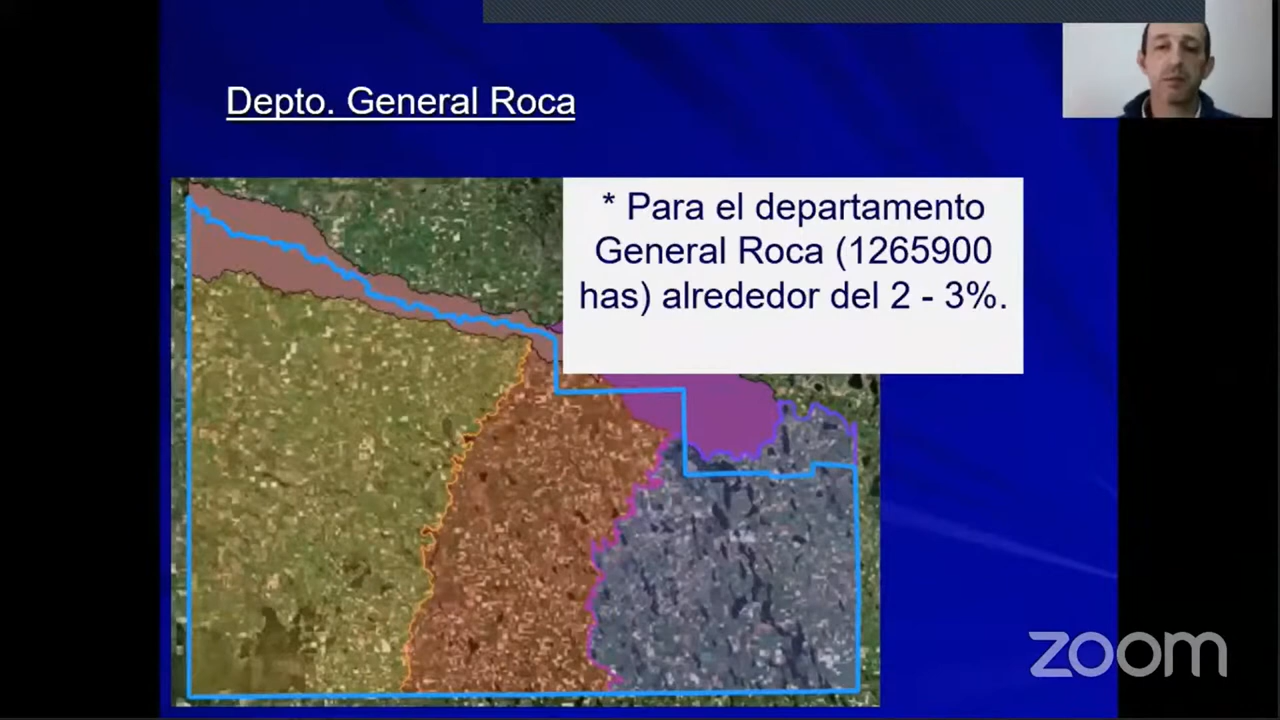 Depto. General Roca
* Para el departamento
General Roca (1265900
has) alrededor del 2 - 3%.
zoom